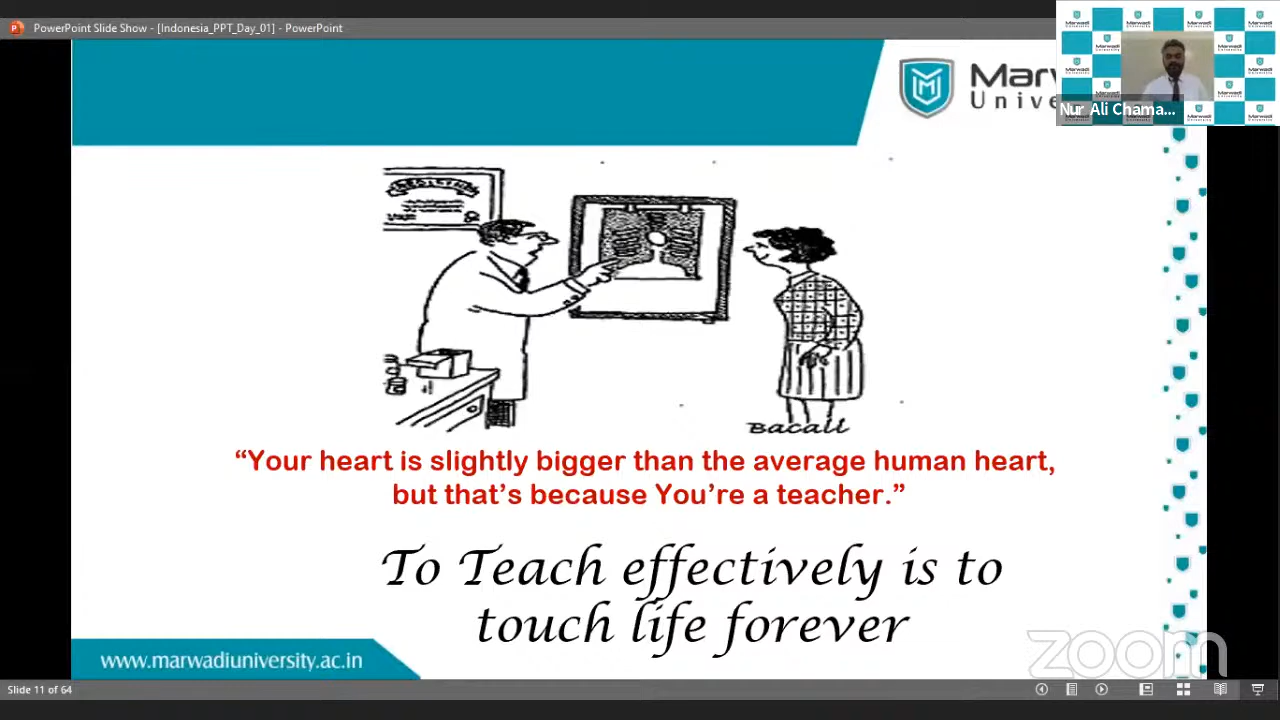 PowerPoint Slide Show - [Indonesia_PPT_Day_01] - PowerPoint
Marwadi
University
Nur Ali Chama...
Mar
Unive
Bacall
“Your heart is slightly bigger than the average human heart,
but that’s because You’re a teacher.”
To Teach effectively is to
touch life forever
www.marwadiuniversity.ac.in
zoom
Slide 11 of 64